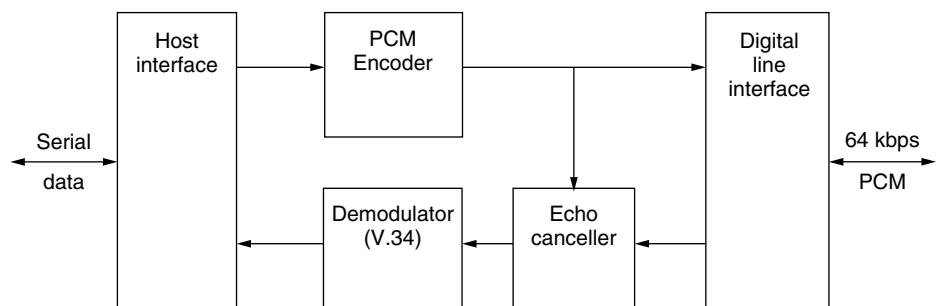 Host
interface
PCM
Encoder
Digital
line
interface
Serial
data
64 kbps
PCM
Demodulator
(V.34)
Echo
canceller